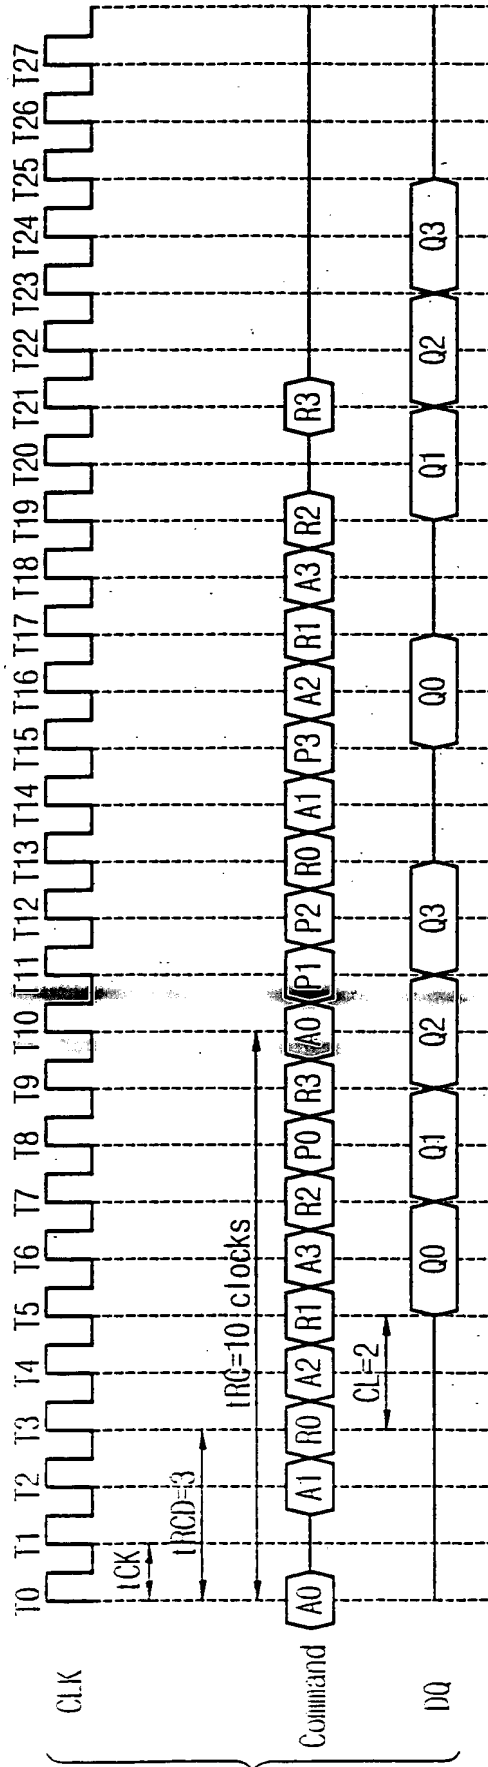 T0 T1 T2 T3 T4 T5 T6 T7 T8 T9 T10 T11 T12 T13 T14 T15 T16 T17 T18 T19 T20 T21 T22 T23 T24 T25 T26 T27
CLK
tCK
tRCD=3
tRC=10 clocks
Command A0 A1 R0 A2 R1 A3 R2 P0 R3 A0 P1 P2 R0 A1 P3 A2 R1 A3 R2 R3
CL=2
DQ Q0 Q1 Q2 Q3 Q0 Q1 Q2 Q3